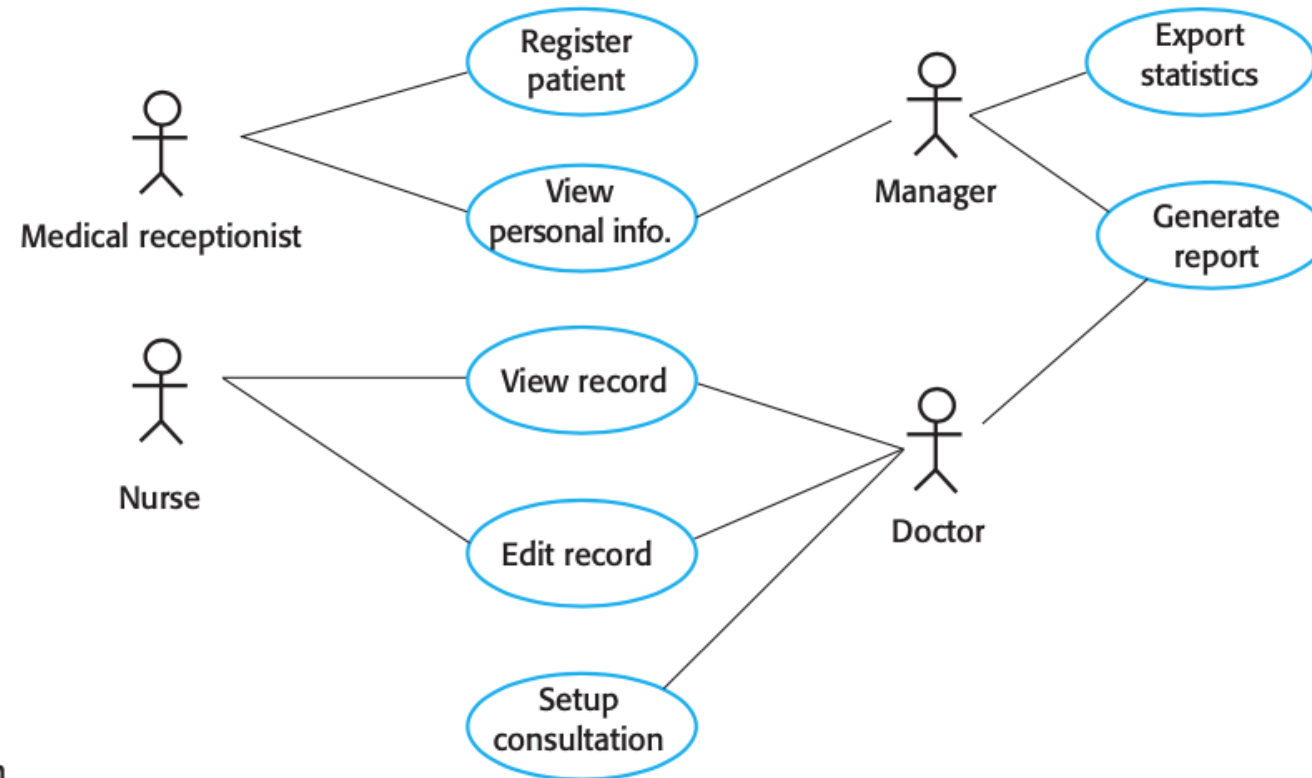 Register
patient
Export
statistics
View
personal info.
Manager
Generate
report
Medical receptionist
View record
Nurse
Edit record
Doctor
Setup
consultation